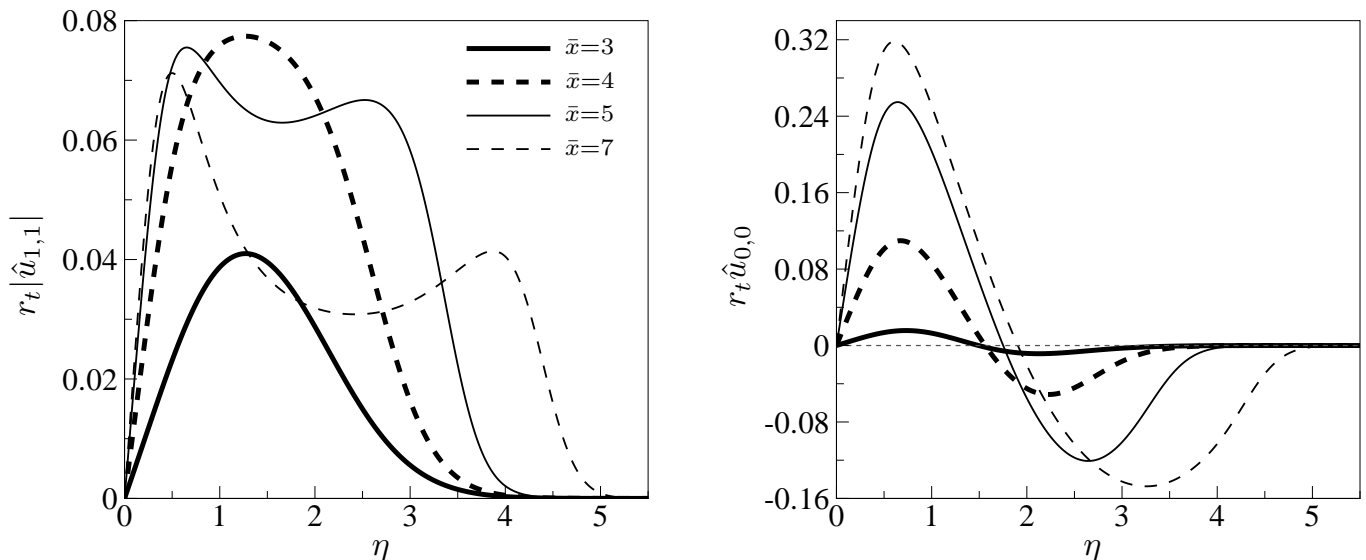 0.08
0.06
0.04
0.02
0
0 1 2 3 4 5
η
r_t|û_{1,1}|
x̄=3
x̄=4
x̄=5
x̄=7
0.32
0.24
0.16
0.08
0
-0.08
-0.16
0 1 2 3 4 5
η
r_tû_{0,0}